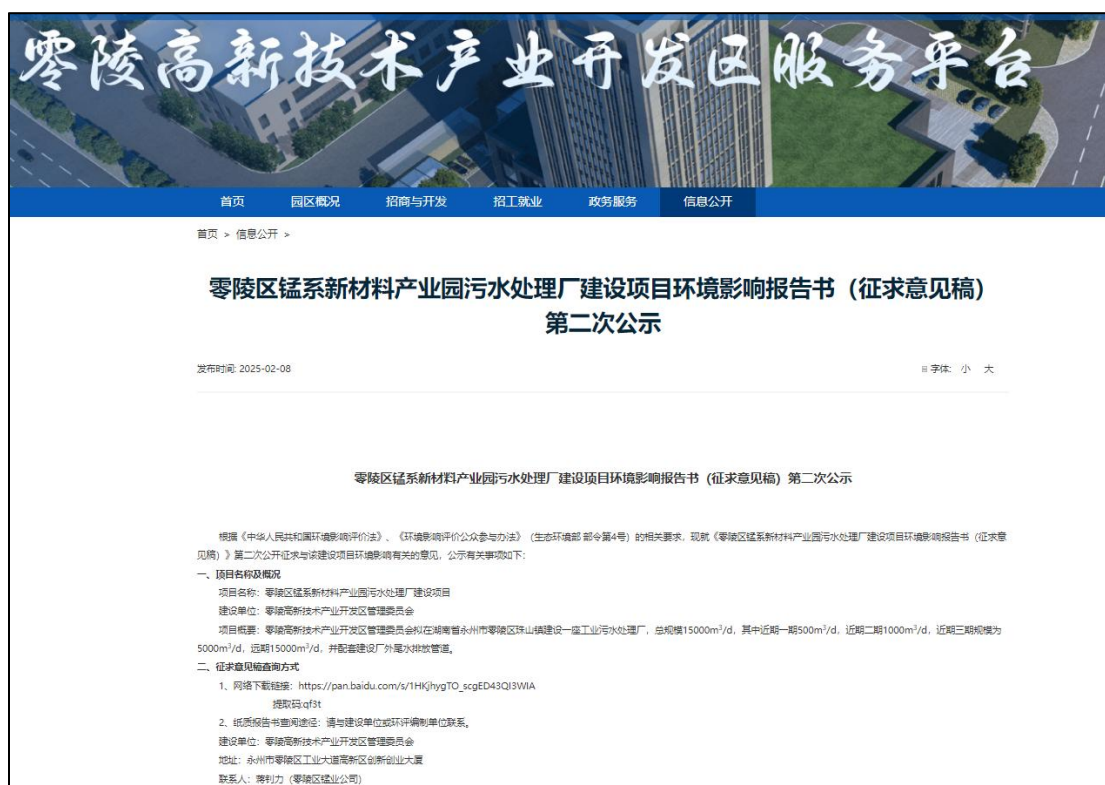 零陵高新技术产业开发区服务平台
首页 园区概况 招商与开发 招工就业 政务服务 信息公开
首页 > 信息公开 >
零陵区锰系新材料产业园污水处理厂建设项目环境影响报告书（征求意见稿）
第二次公示
发布时间: 2025-02-08 字体: 小 大
零陵区锰系新材料产业园污水处理厂建设项目环境影响报告书（征求意见稿）第二次公示
根据《中华人民共和国环境影响评价法》、《环境影响评价公众参与办法》（生态环境部 部令第4号）的相关要求，现就《零陵区锰系新材料产业园污水处理厂建设项目环境影响报告书（征求意
见稿）》第二次公开征求与该建设项目环境影响有关的意见，公示有关事项如下：
一、项目名称及概况
项目名称：零陵区锰系新材料产业园污水处理厂建设项目
建设单位：零陵高新技术产业开发区管理委员会
项目概要：零陵高新技术产业开发区管理委员会拟在湖南省永州市零陵区珠山镇建设一座工业污水处理厂，总规模15000m³/d，其中近期一期500m³/d，近期二期1000m³/d，近期三期规模为
5000m³/d，远期15000m³/d，并配套建设厂外尾水排放管道。
二、征求意见稿查询方式
1、网络下载链接：https://pan.baidu.com/s/1HKjhygTO_scgED43QI3WIA
提取码:qf3t
2、纸质报告书查阅途径：请与建设单位或环评编制单位联系。
建设单位：零陵高新技术产业开发区管理委员会
地址：永州市零陵区工业大道高新区创新创业大厦
联系人：蒋利力（零陵区锰业公司）